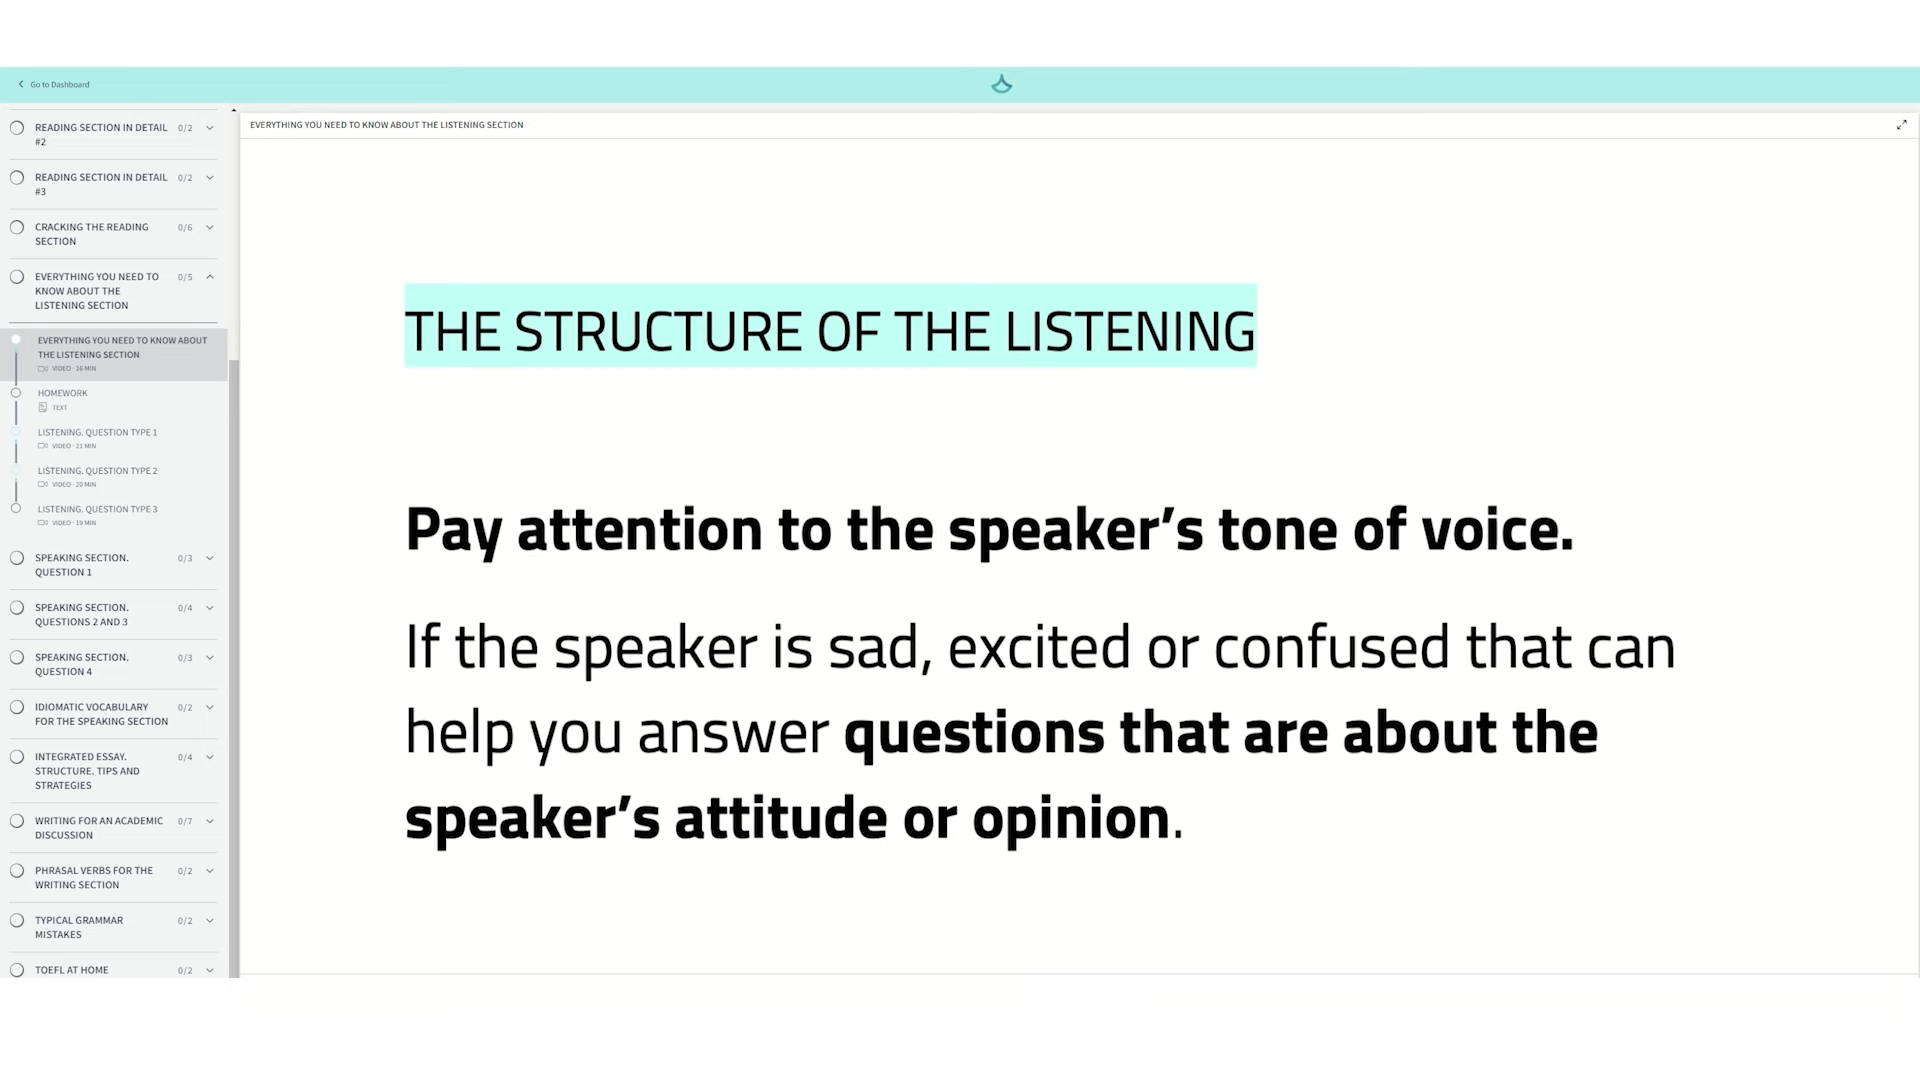 Go to Dashboard
READING SECTION IN DETAIL 0/2
#2
READING SECTION IN DETAIL 0/2
#3
CRACKING THE READING 0/6
SECTION
EVERYTHING YOU NEED TO 0/5
KNOW ABOUT THE
LISTENING SECTION
EVERYTHING YOU NEED TO KNOW ABOUT
THE LISTENING SECTION
VIDEO · 16 MIN
HOMEWORK
TEXT
LISTENING. QUESTION TYPE 1
VIDEO · 21 MIN
LISTENING. QUESTION TYPE 2
VIDEO · 20 MIN
LISTENING. QUESTION TYPE 3
VIDEO · 19 MIN
SPEAKING SECTION. 0/3
QUESTION 1
SPEAKING SECTION. 0/4
QUESTIONS 2 AND 3
SPEAKING SECTION. 0/3
QUESTION 4
IDIOMATIC VOCABULARY 0/2
FOR THE SPEAKING SECTION
INTEGRATED ESSAY. 0/4
STRUCTURE. TIPS AND
STRATEGIES
WRITING FOR AN ACADEMIC 0/7
DISCUSSION
PHRASAL VERBS FOR THE 0/2
WRITING SECTION
TYPICAL GRAMMAR 0/2
MISTAKES
TOEFL AT HOME 0/2
EVERYTHING YOU NEED TO KNOW ABOUT THE LISTENING SECTION
THE STRUCTURE OF THE LISTENING
Pay attention to the speaker’s tone of voice.
If the speaker is sad, excited or confused that can
help you answer questions that are about the
speaker’s attitude or opinion.